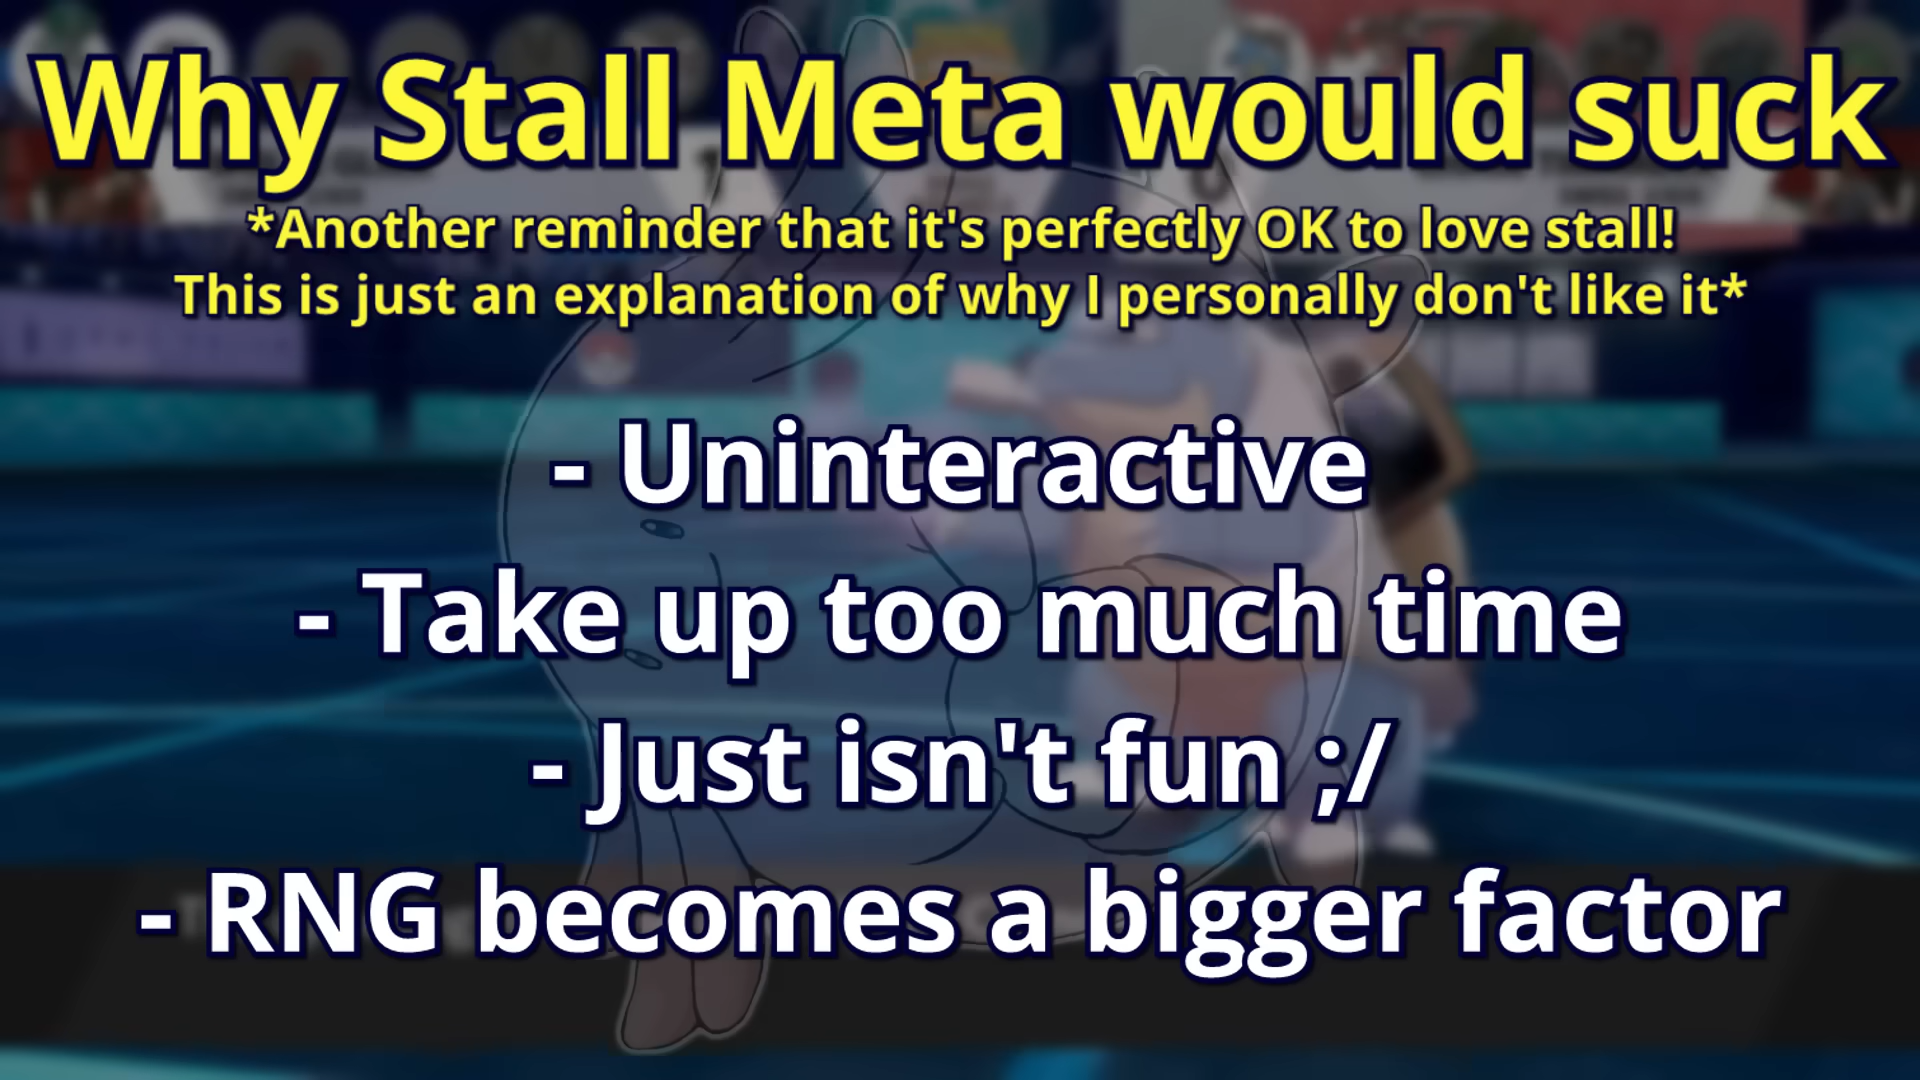 Why Stall Meta would suck
*Another reminder that it's perfectly OK to love stall!
This is just an explanation of why I personally don't like it*
- Uninteractive
- Take up too much time
- Just isn't fun ;/
- RNG becomes a bigger factor